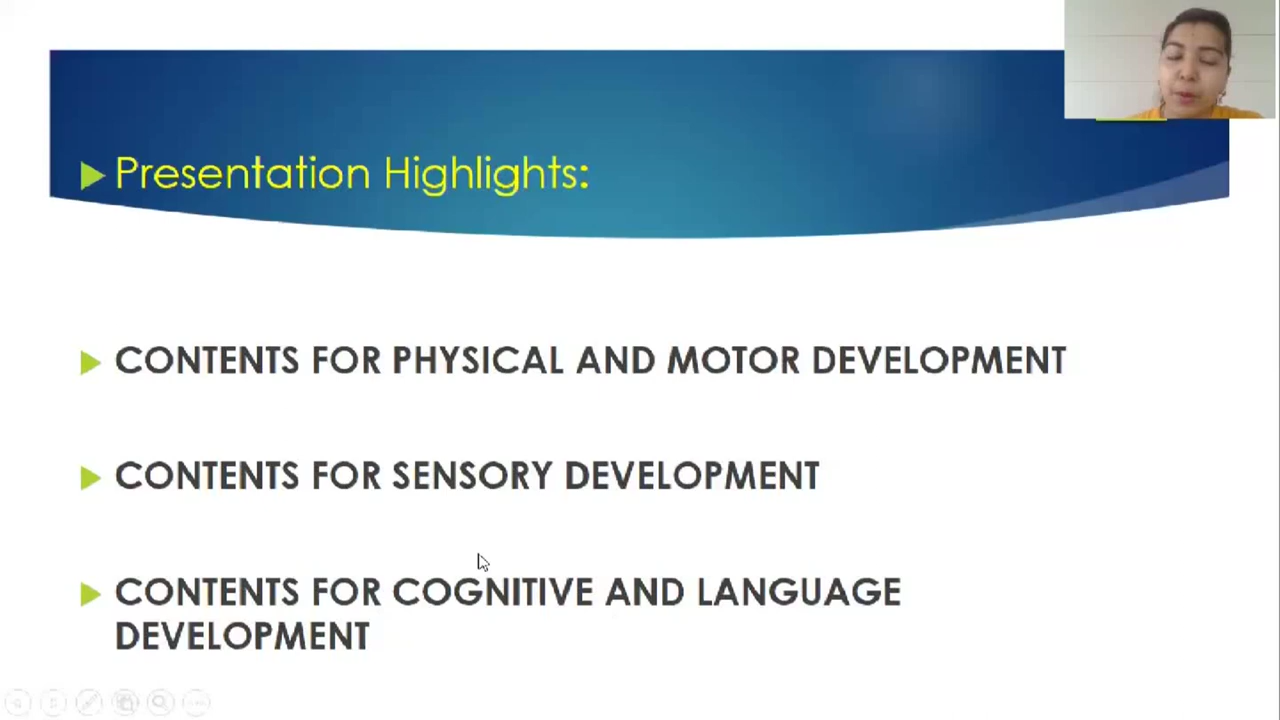 Presentation Highlights:
CONTENTS FOR PHYSICAL AND MOTOR DEVELOPMENT
CONTENTS FOR SENSORY DEVELOPMENT
CONTENTS FOR COGNITIVE AND LANGUAGE
DEVELOPMENT